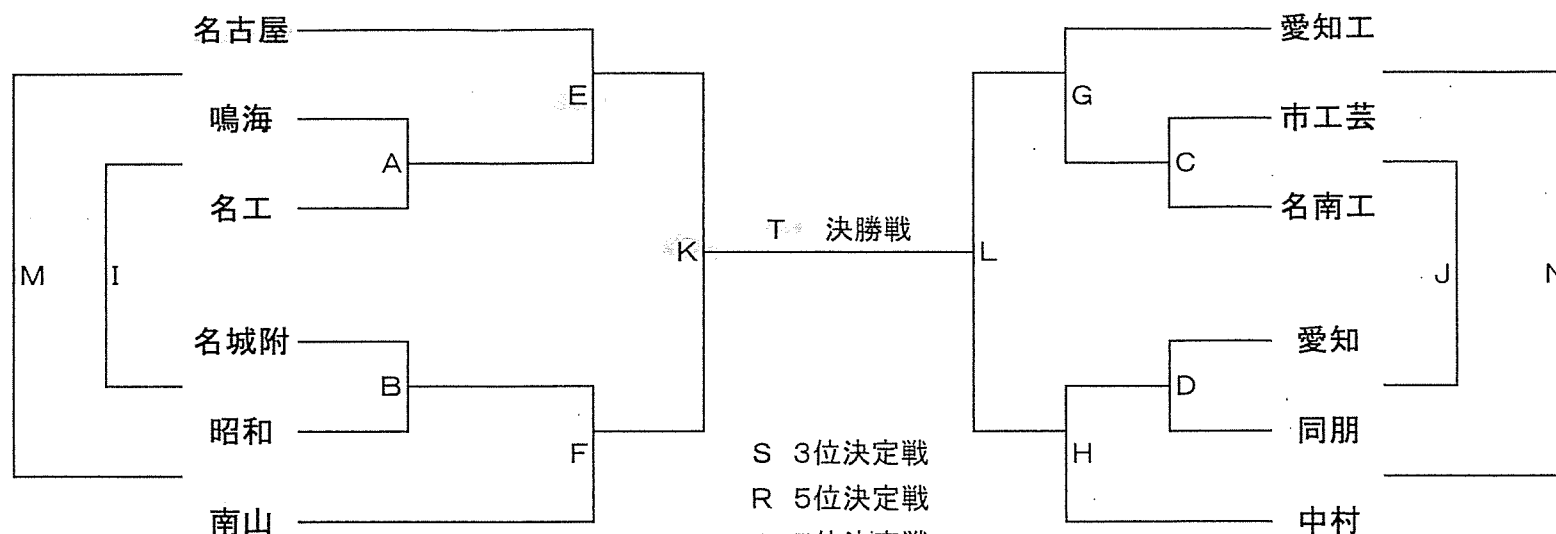 名古屋
愛知工
E
G
鳴海
市工芸
A
C
名工
名南工
T 決勝戦
K
L
M
I
J
N
名城附
愛知
B
D
昭和
同朋
F
S 3位決定戦
H
R 5位決定戦
南山
中村